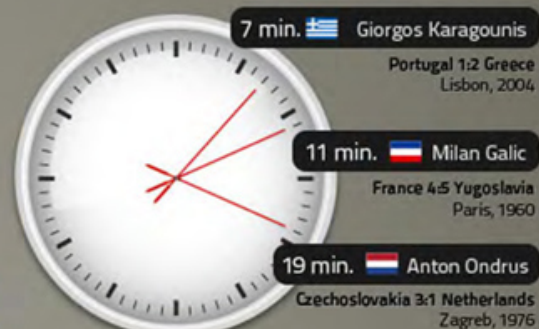 7 min. Giorgos Karagounis
Portugal 1:2 Greece
Lisbon, 2004
11 min. Milan Galic
France 4:5 Yugoslavia
Paris, 1960
19 min. Anton Ondrus
Czechoslovakia 3:1 Netherlands
Zagreb, 1976